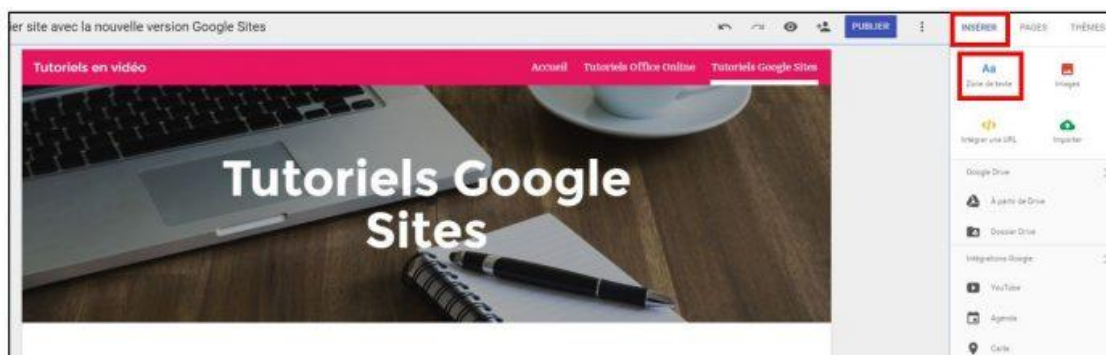 ier site avec la nouvelle version Google Sites
PUBLIER
INSÉRER PAGES THÈMES
Tutoriels en vidéo
Accueil Tutoriels Office Online Tutoriels Google Sites
Aa
Zone de texte Images
Intégrer une URL Importer
Tutoriels Google
Sites
Google Drive
À partir de Drive
Dossier Drive
Intégrations Google
YouTube
Agenda
Carte